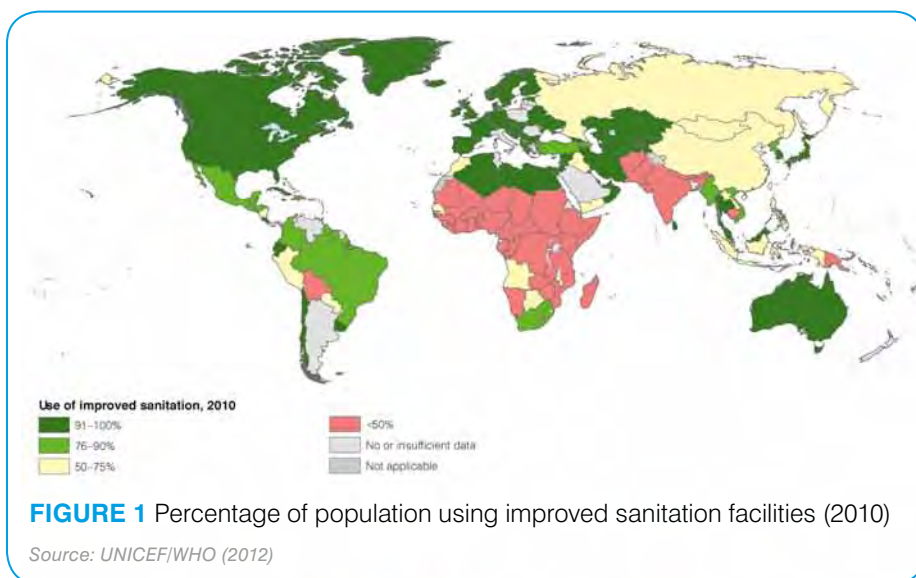 Use of improved sanitation, 2010
91–100%
76–90%
50–75%
<50%
No or insufficient data
Not applicable
FIGURE 1 Percentage of population using improved sanitation facilities (2010)
Source: UNICEF/WHO (2012)